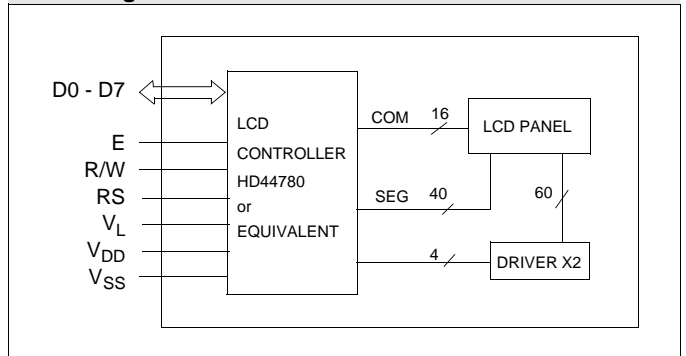 D0 - D7
E
R/W
RS
VL
VDD
VSS
LCD
CONTROLLER
HD44780
or
EQUIVALENT
COM 16
LCD PANEL
SEG 40
60
4
DRIVER X2